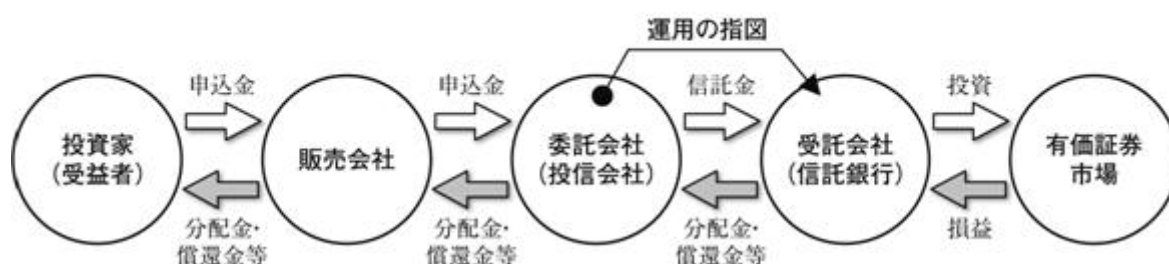 運用の指図
申込金
申込金
信託金
投資
投資家
（受益者）
販売会社
委託会社
（投信会社）
受託会社
（信託銀行）
有価証券
市場
分配金・
償還金等
分配金・
償還金等
分配金・
償還金等
損益